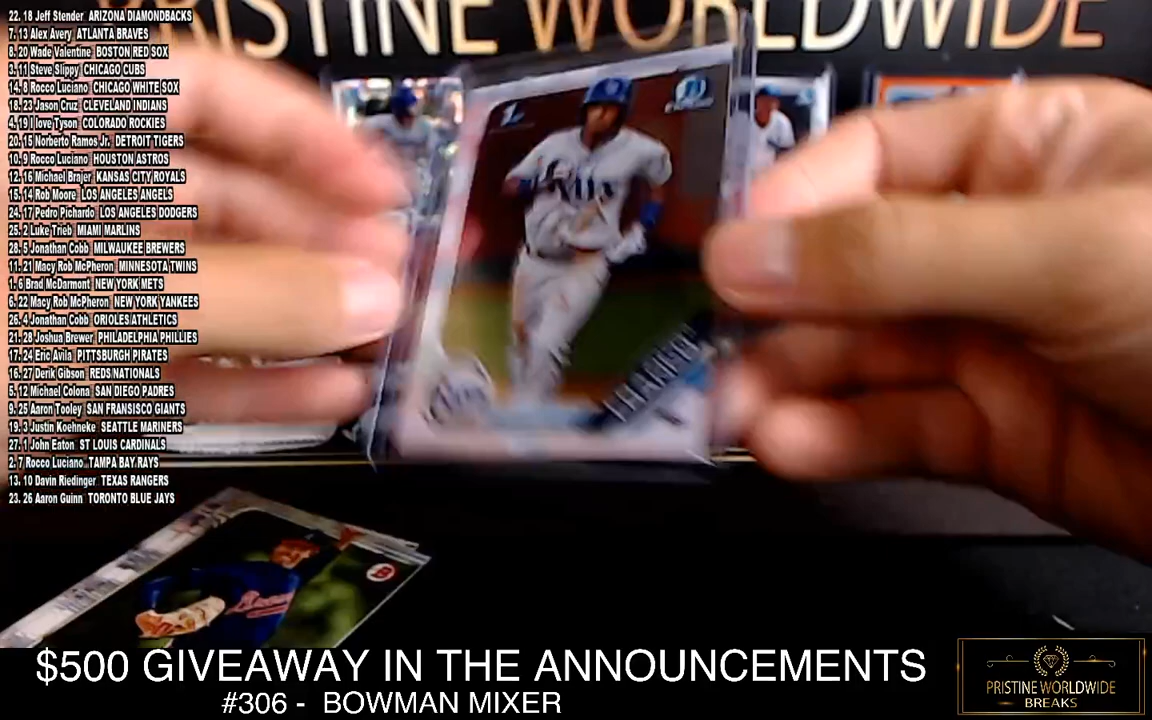 PRISTINE WORLDWIDE
22. 18 Jeff Stender ARIZONA DIAMONDBACKS
7. 13 Alex Avery ATLANTA BRAVES
8. 20 Wade Valentine BOSTON RED SOX
3. 11 Steve Slippy CHICAGO CUBS
14. 8 Rocco Luciano CHICAGO WHITE SOX
18. 23 Jason Cruz CLEVELAND INDIANS
4. 19 I love Tyson COLORADO ROCKIES
20. 15 Norberto Ramos Jr. DETROIT TIGERS
10. 9 Rocco Luciano HOUSTON ASTROS
12. 16 Michael Brajer KANSAS CITY ROYALS
15. 14 Rob Moore LOS ANGELES ANGELS
24. 17 Pedro Pichardo LOS ANGELES DODGERS
25. 2 Luke Trieb MIAMI MARLINS
28. 5 Jonathan Cobb MILWAUKEE BREWERS
11. 21 Macy Rob McPheron MINNESOTA TWINS
1. 6 Brad McDarmont NEW YORK METS
6. 22 Macy Rob McPheron NEW YORK YANKEES
26. 4 Jonathan Cobb ORIOLES ATHLETICS
21. 28 Joshua Brewer PHILADELPHIA PHILLIES
17. 24 Eric Avila PITTSBURGH PIRATES
16. 27 Derik Gibson REDS NATIONALS
5. 12 Michael Colona SAN DIEGO PADRES
9. 25 Aaron Tooley SAN FRANSISCO GIANTS
19. 3 Justin Koehneke SEATTLE MARINERS
27. 1 John Eaton ST LOUIS CARDINALS
2. 7 Rocco Luciano TAMPA BAY RAYS
13. 10 Davin Riedinger TEXAS RANGERS
23. 26 Aaron Guinn TORONTO BLUE JAYS
$500 GIVEAWAY IN THE ANNOUNCEMENTS
#306 - BOWMAN MIXER
PRISTINE WORLDWIDE
BREAKS